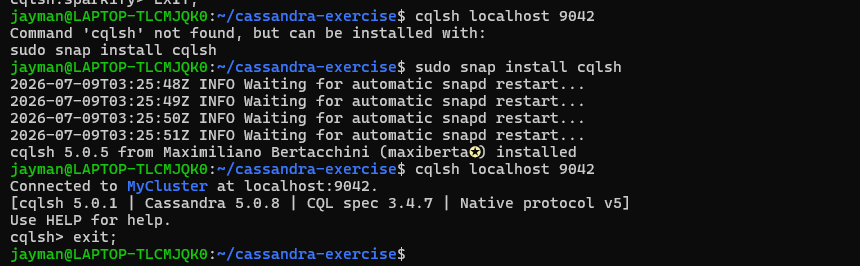 cqlsh:sparkify> Exit;
jayman@LAPTOP-TLCMJQK0:~/cassandra-exercise$ cqlsh localhost 9042
Command 'cqlsh' not found, but can be installed with:
sudo snap install cqlsh
jayman@LAPTOP-TLCMJQK0:~/cassandra-exercise$ sudo snap install cqlsh
2026-07-09T03:25:48Z INFO Waiting for automatic snapd restart...
2026-07-09T03:25:49Z INFO Waiting for automatic snapd restart...
2026-07-09T03:25:50Z INFO Waiting for automatic snapd restart...
2026-07-09T03:25:51Z INFO Waiting for automatic snapd restart...
cqlsh 5.0.5 from Maximiliano Bertacchini (maxiberta✪) installed
jayman@LAPTOP-TLCMJQK0:~/cassandra-exercise$ cqlsh localhost 9042
Connected to MyCluster at localhost:9042.
[cqlsh 5.0.1 | Cassandra 5.0.8 | CQL spec 3.4.7 | Native protocol v5]
Use HELP for help.
cqlsh> exit;
jayman@LAPTOP-TLCMJQK0:~/cassandra-exercise$